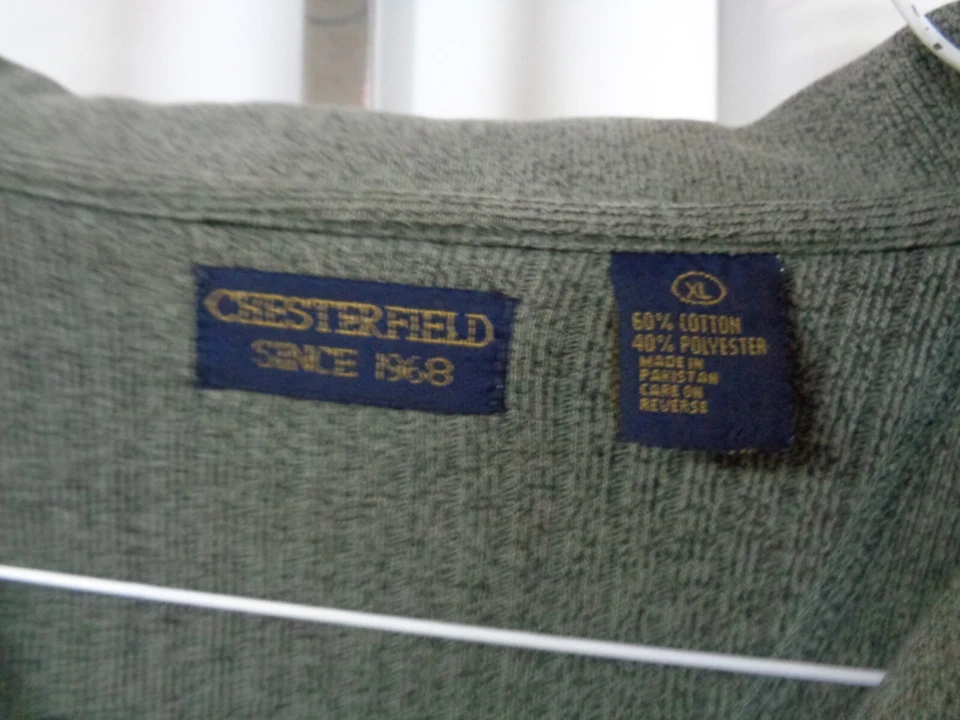 CHESTERFIELD
SINCE 1968
XL
60% COTTON
40% POLYESTER
MADE IN
PAKISTAN
CARE ON
REVERSE